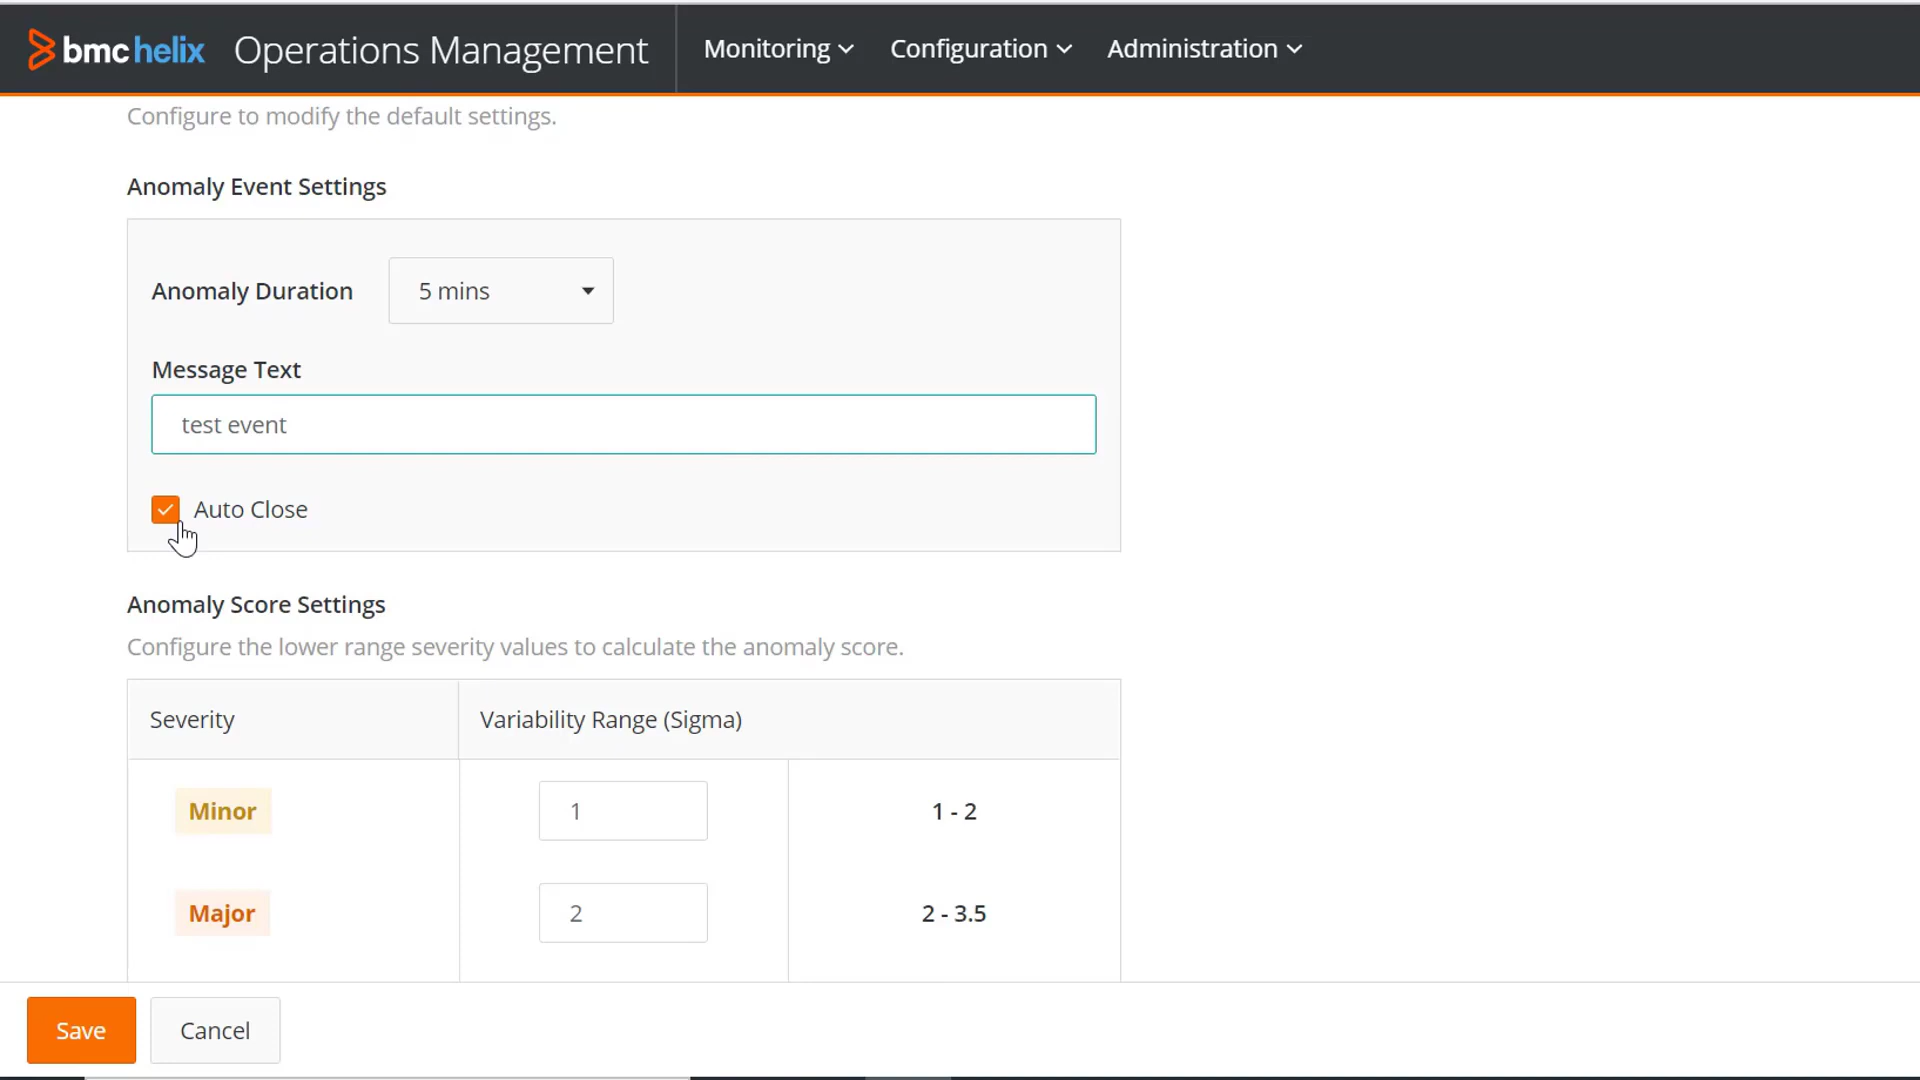 bmc helix Operations Management Monitoring Configuration Administration
Configure to modify the default settings.
Anomaly Event Settings
Anomaly Duration 5 mins
Message Text
test event
Auto Close
Anomaly Score Settings
Configure the lower range severity values to calculate the anomaly score.
Severity Variability Range (Sigma)
Minor 1 1 - 2
Major 2 2 - 3.5
Save Cancel